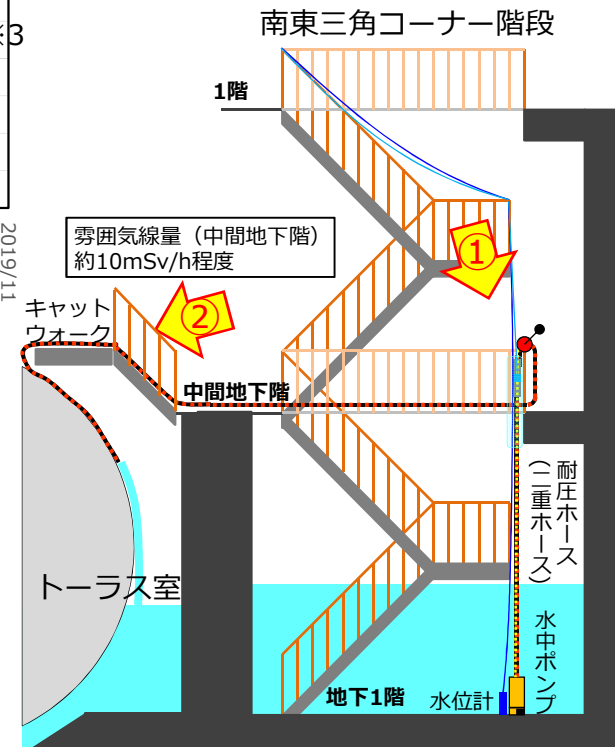 ※3
2019/11
南東三角コーナー階段
1階
雰囲気線量（中間地下階）
約10mSv/h程度
①
②
キャット
ウォーク
中間地下階
耐圧ホース
（二重ホース）
トーラス室
水中ポンプ
地下1階
水位計